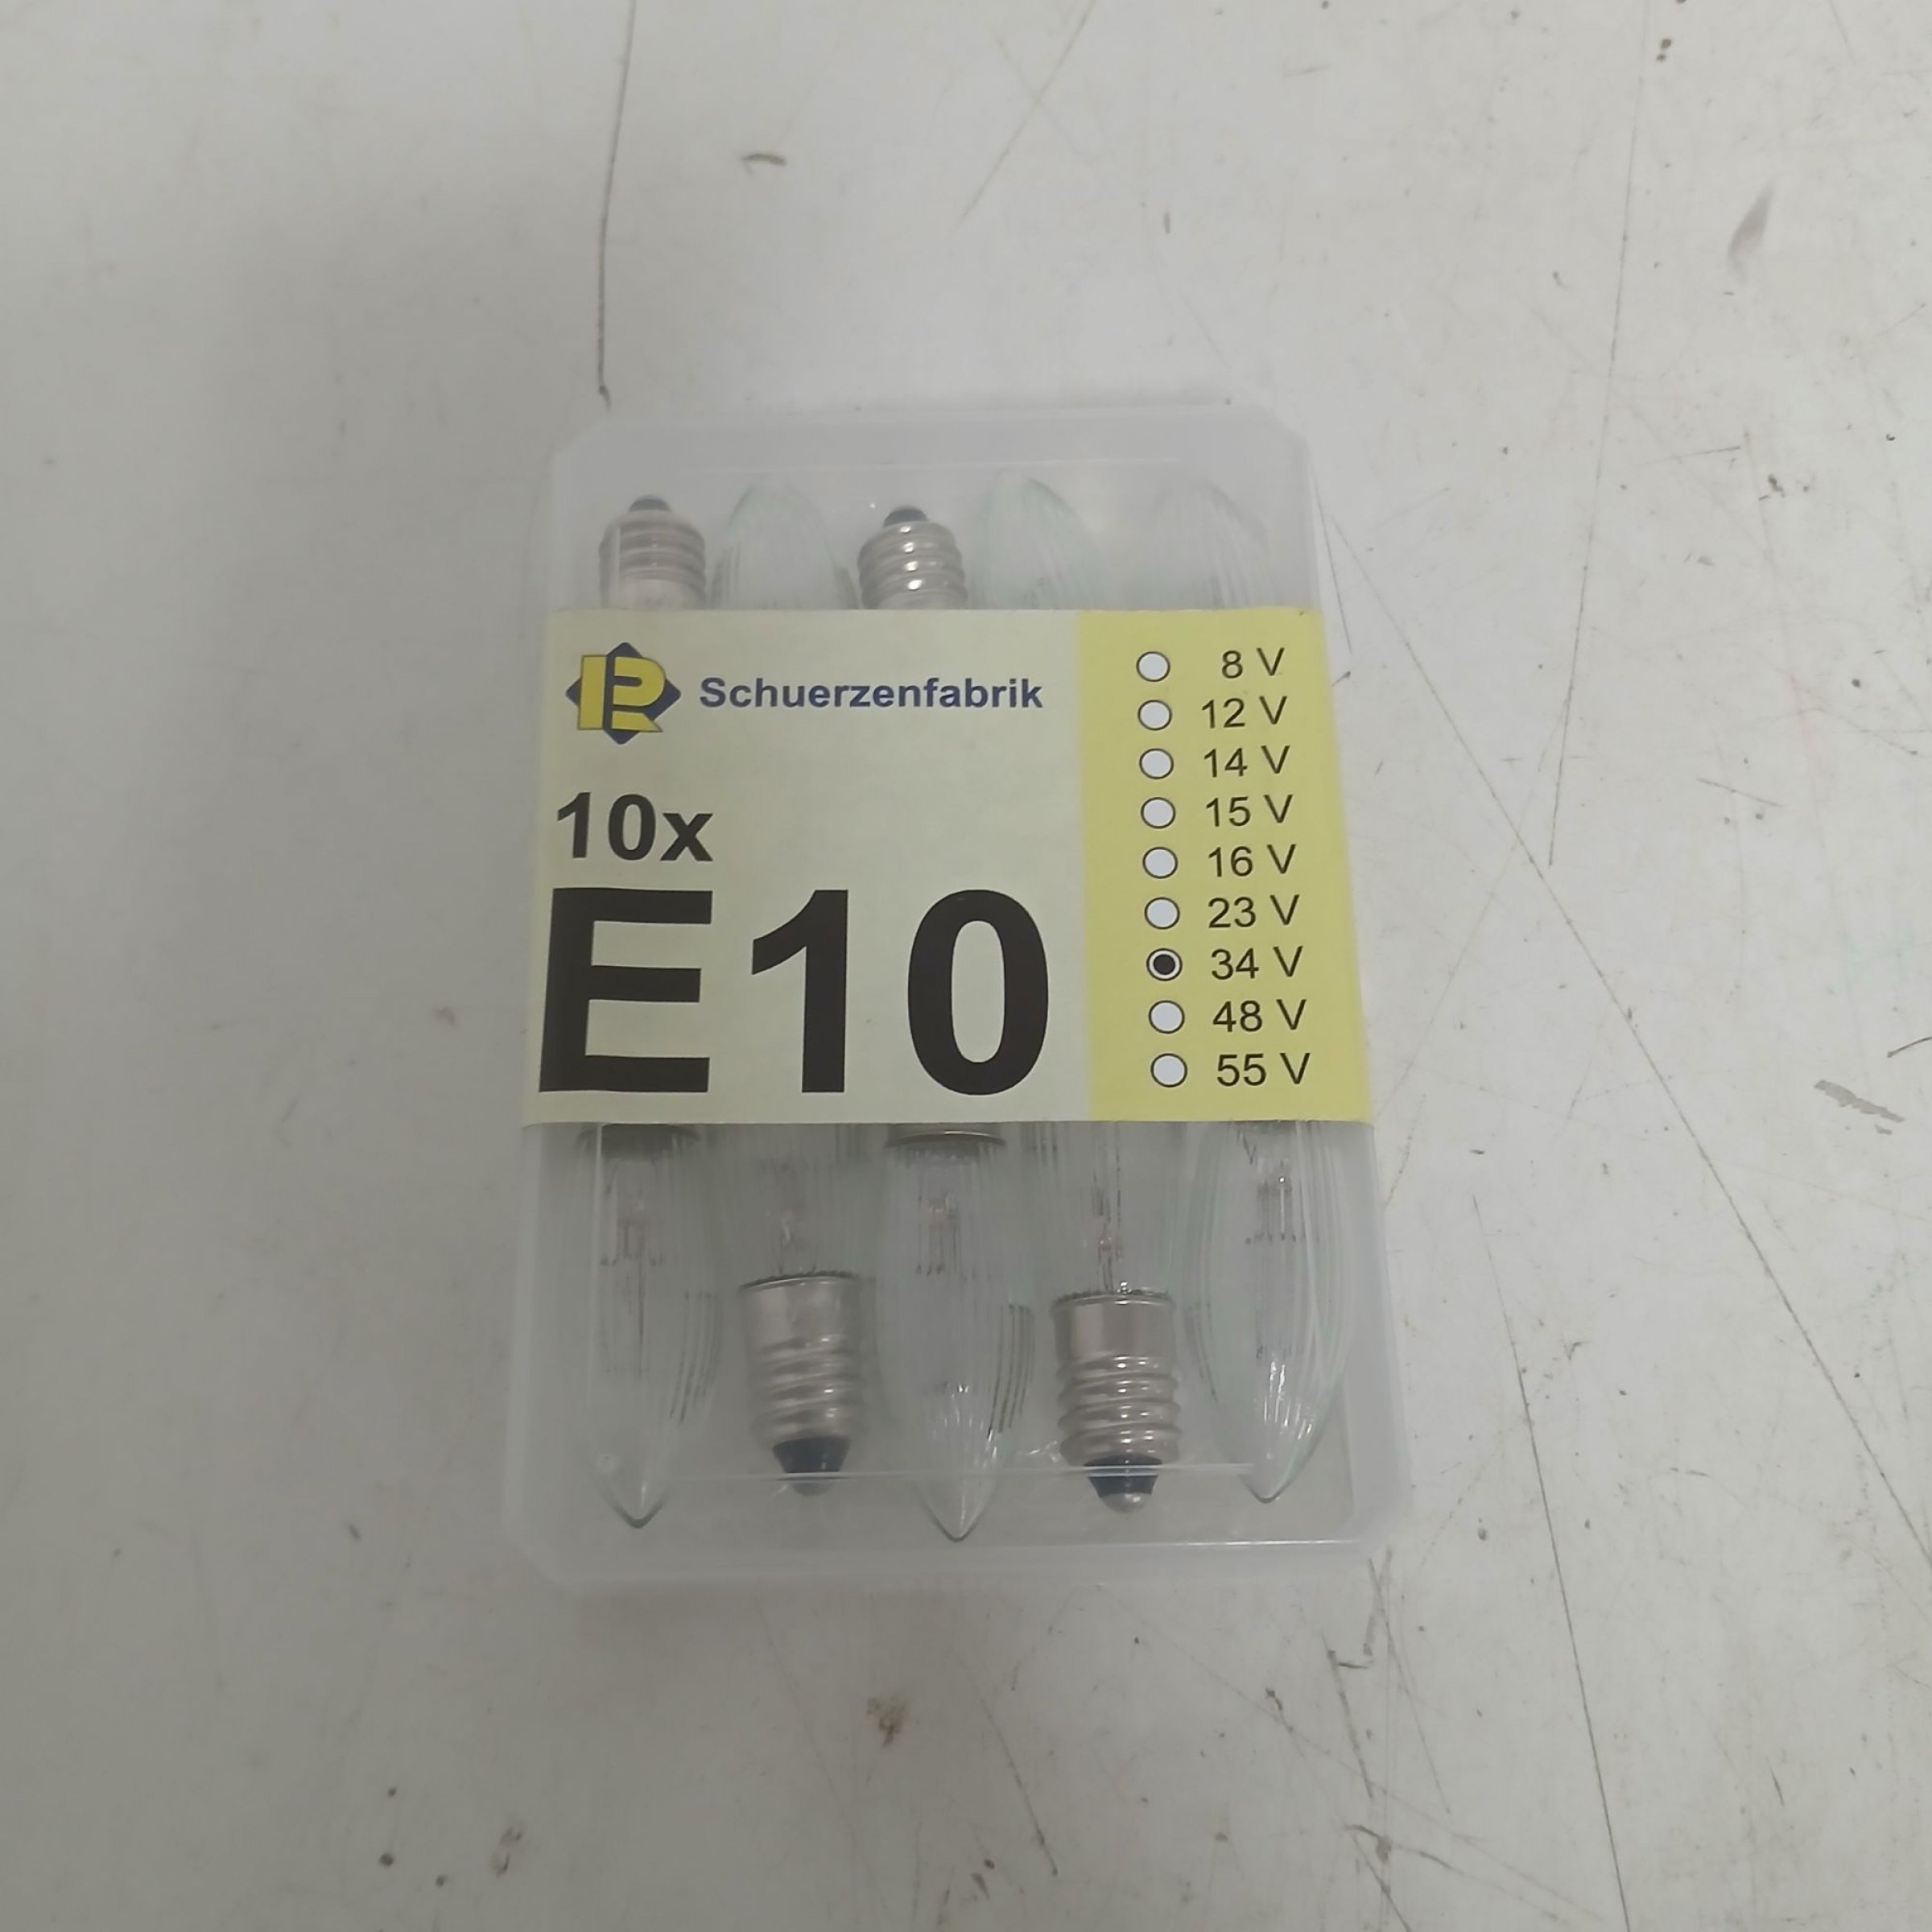 Schuerzenfabrik
10x
E10
8 V
12 V
14 V
15 V
16 V
23 V
34 V
48 V
55 V